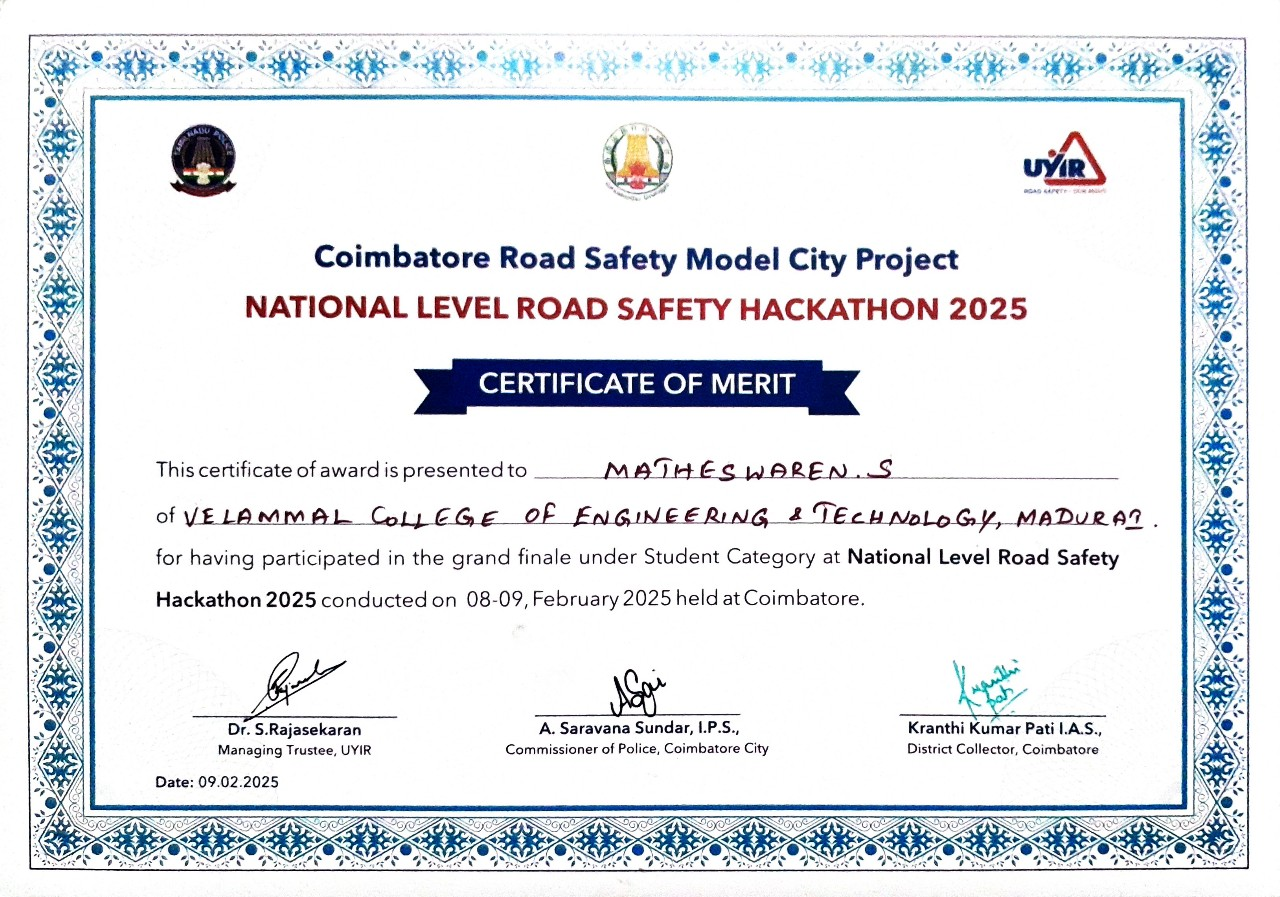 TAMIL NADU POLICE
UYIR
ROAD SAFETY - OUR RIGHT
Coimbatore Road Safety Model City Project
NATIONAL LEVEL ROAD SAFETY HACKATHON 2025
CERTIFICATE OF MERIT
This certificate of award is presented to MATHESWAREN. S
of VELAMMAL COLLEGE OF ENGINEERING & TECHNOLOGY, MADURAI.
for having participated in the grand finale under Student Category at National Level Road Safety
Hackathon 2025 conducted on 08-09, February 2025 held at Coimbatore.
Kranthi
Pati
Dr. S.Rajasekaran
Managing Trustee, UYIR
A. Saravana Sundar, I.P.S.,
Commissioner of Police, Coimbatore City
Kranthi Kumar Pati I.A.S.,
District Collector, Coimbatore
Date: 09.02.2025